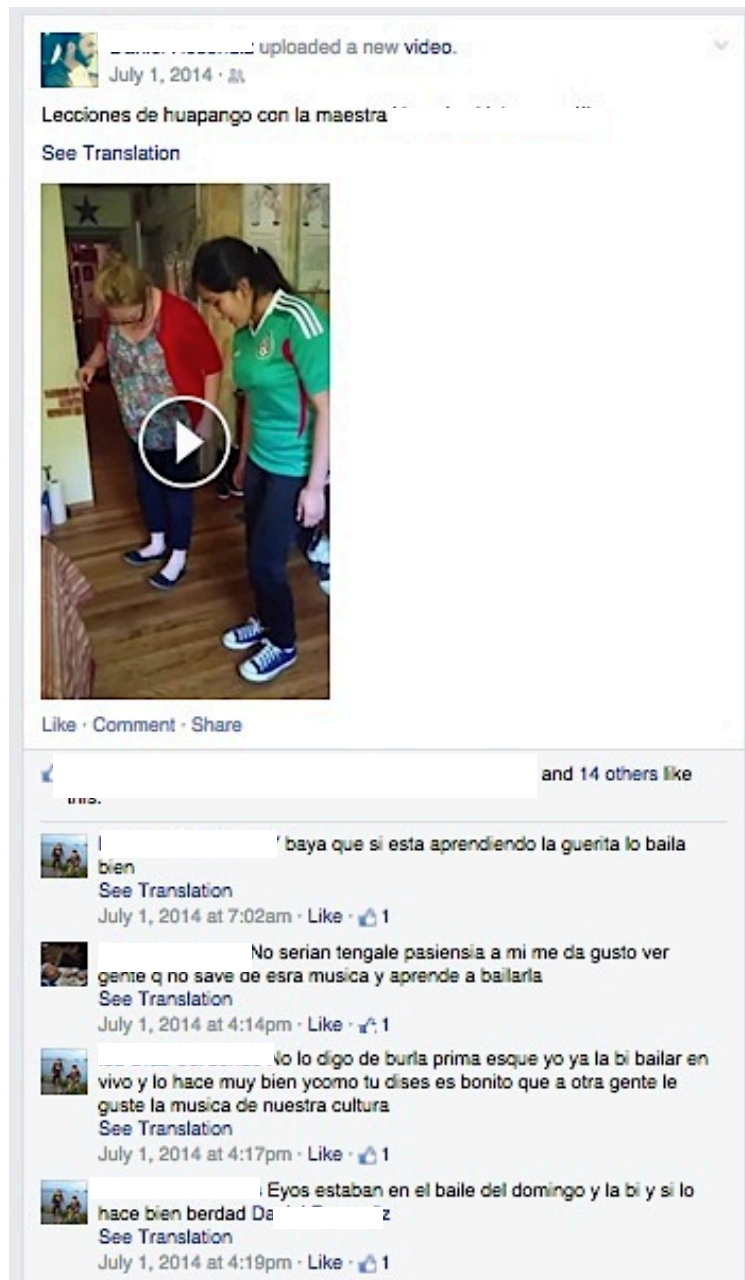 uploaded a new video.
July 1, 2014 ·
Lecciones de huapango con la maestra
See Translation
Like · Comment · Share
and 14 others like
this.
baya que si esta aprendiendo la guerita lo baila
bien
See Translation
July 1, 2014 at 7:02am · Like · 1
No serian tengale pasiensia a mi me da gusto ver
gente q no save de esra musica y aprende a bailarla
See Translation
July 1, 2014 at 4:14pm · Like · 1
No lo digo de burla prima esque yo ya la bi bailar en
vivo y lo hace muy bien ycomo tu dises es bonito que a otra gente le
guste la musica de nuestra cultura
See Translation
July 1, 2014 at 4:17pm · Like · 1
Eyos estaban en el baile del domingo y la bi y si lo
hace bien berdad
See Translation
July 1, 2014 at 4:19pm · Like · 1